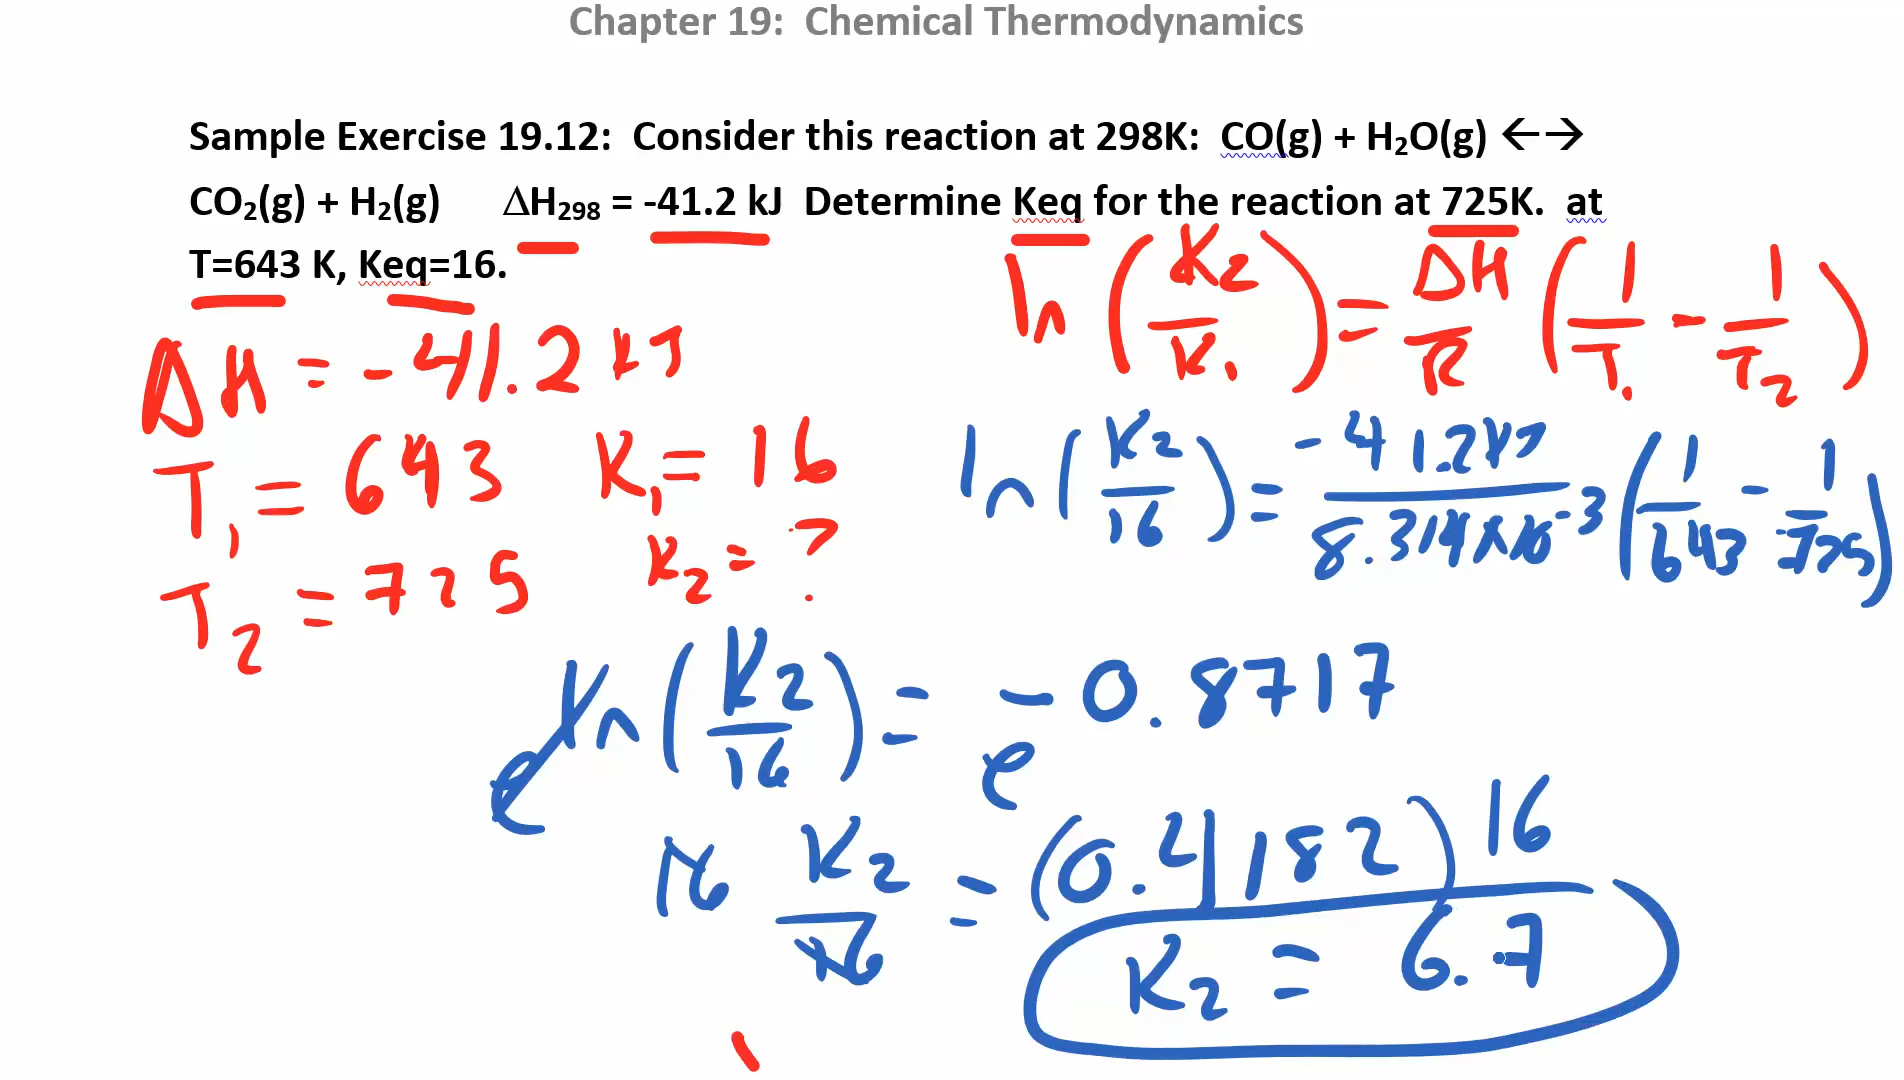 Chapter 19: Chemical Thermodynamics
Sample Exercise 19.12: Consider this reaction at 298K: CO(g) + H₂O(g) ←→
CO₂(g) + H₂(g) ΔH₂₉₈ = -41.2 kJ Determine Keq for the reaction at 725K. at
T=643 K, Keq=16.
ln (K₂/K₁) = ΔH/R (1/T₁ - 1/T₂)
ΔH = -41.2 kJ
T₁ = 643 K₁ = 16
T₂ = 725 K₂ = ?
ln (K₂/16) = -41.2 kJ/8.314x10⁻³ (1/643 - 1/725)
e ln (K₂/16) = e -0.8717
16 K₂/16 = (0.4182) 16
K₂ = 6.7